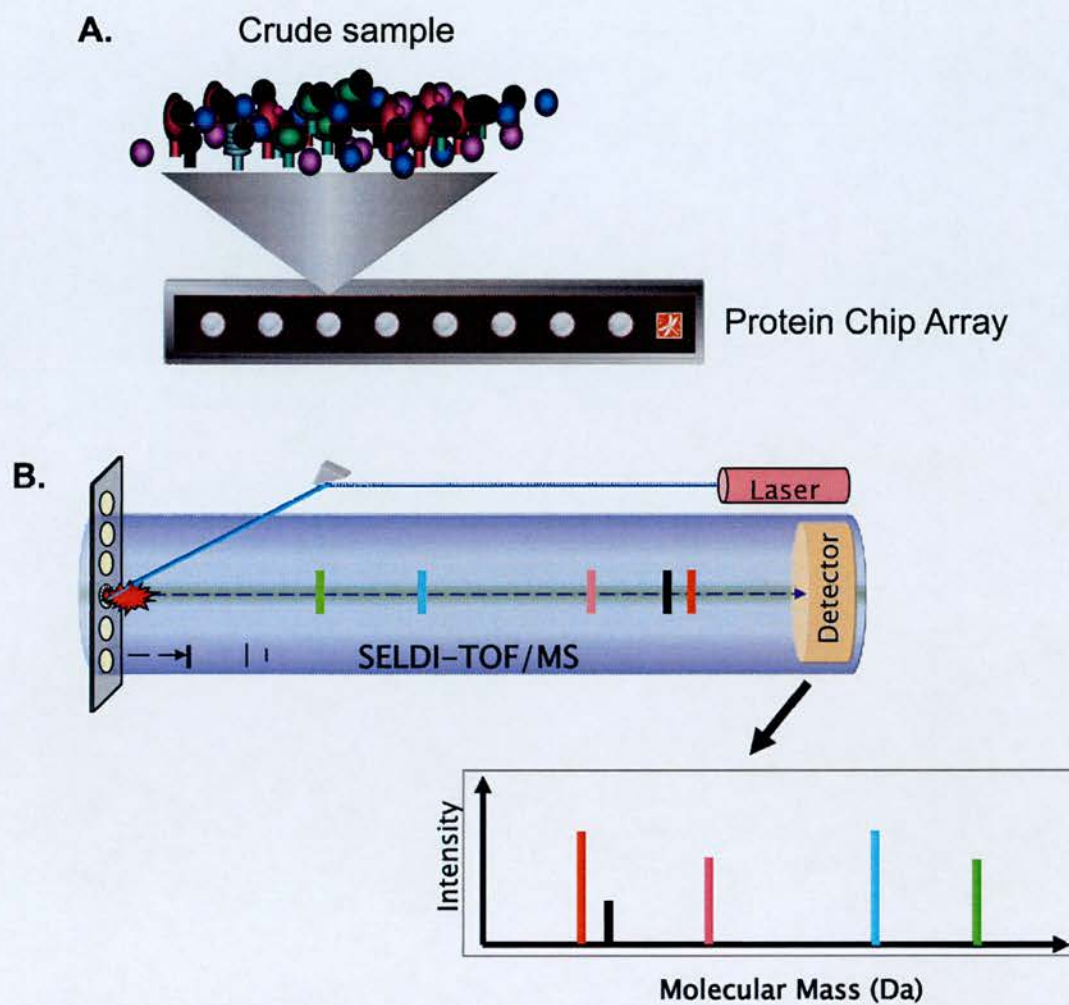 A.
Crude sample
Protein Chip Array
B.
Laser
Detector
SELDI-TOF/MS
Intensity
Molecular Mass (Da)